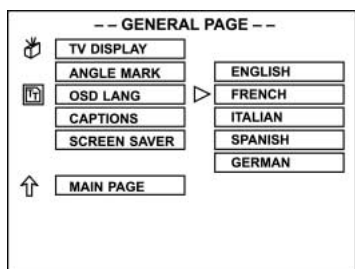 -- GENERAL PAGE --
TV DISPLAY
ANGLE MARK
OSD LANG
CAPTIONS
SCREEN SAVER
MAIN PAGE
ENGLISH
FRENCH
ITALIAN
SPANISH
GERMAN